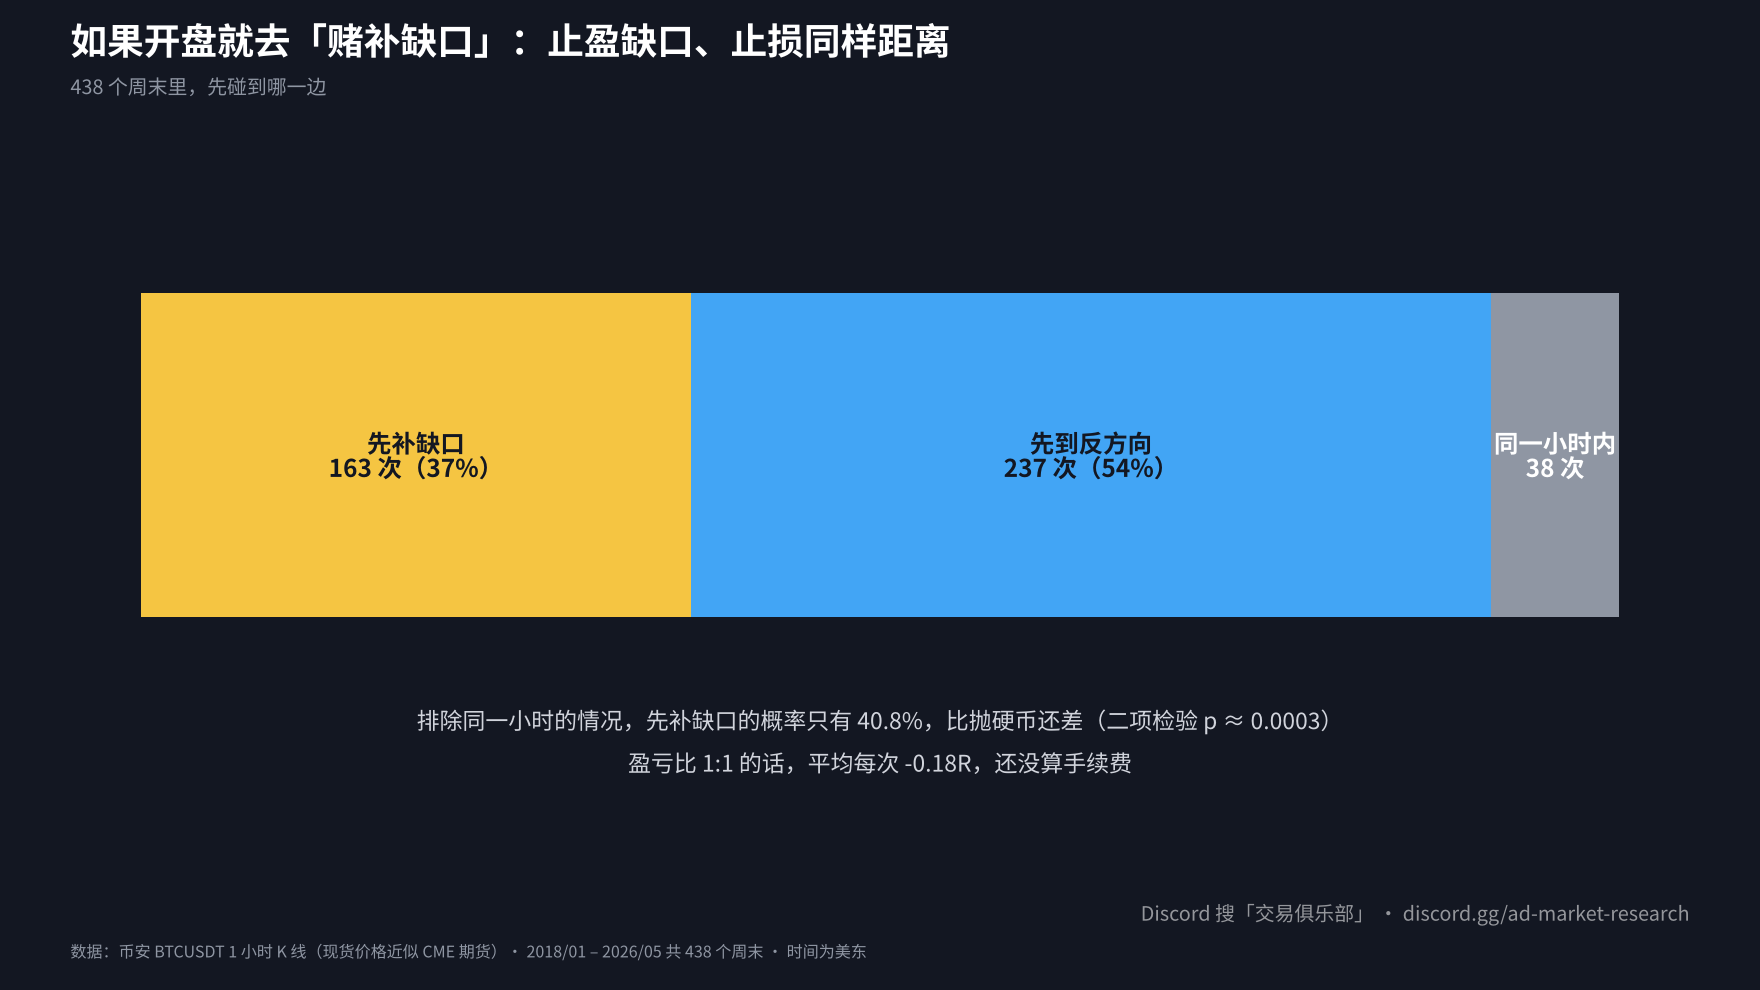 如果开盘就去「赌补缺口」：止盈缺口、止损同样距离
438 个周末里，先碰到哪一边
先补缺口
163 次（37%）
先到反方向
237 次（54%）
同一小时内
38 次
排除同一小时的情况，先补缺口的概率只有 40.8%，比抛硬币还差（二项检验 p ≈ 0.0003）
盈亏比 1:1 的话，平均每次 -0.18R，还没算手续费
Discord 搜「交易俱乐部」 · discord.gg/ad-market-research
数据：币安 BTCUSDT 1 小时 K 线（现货价格近似 CME 期货）· 2018/01 – 2026/05 共 438 个周末 · 时间为美东